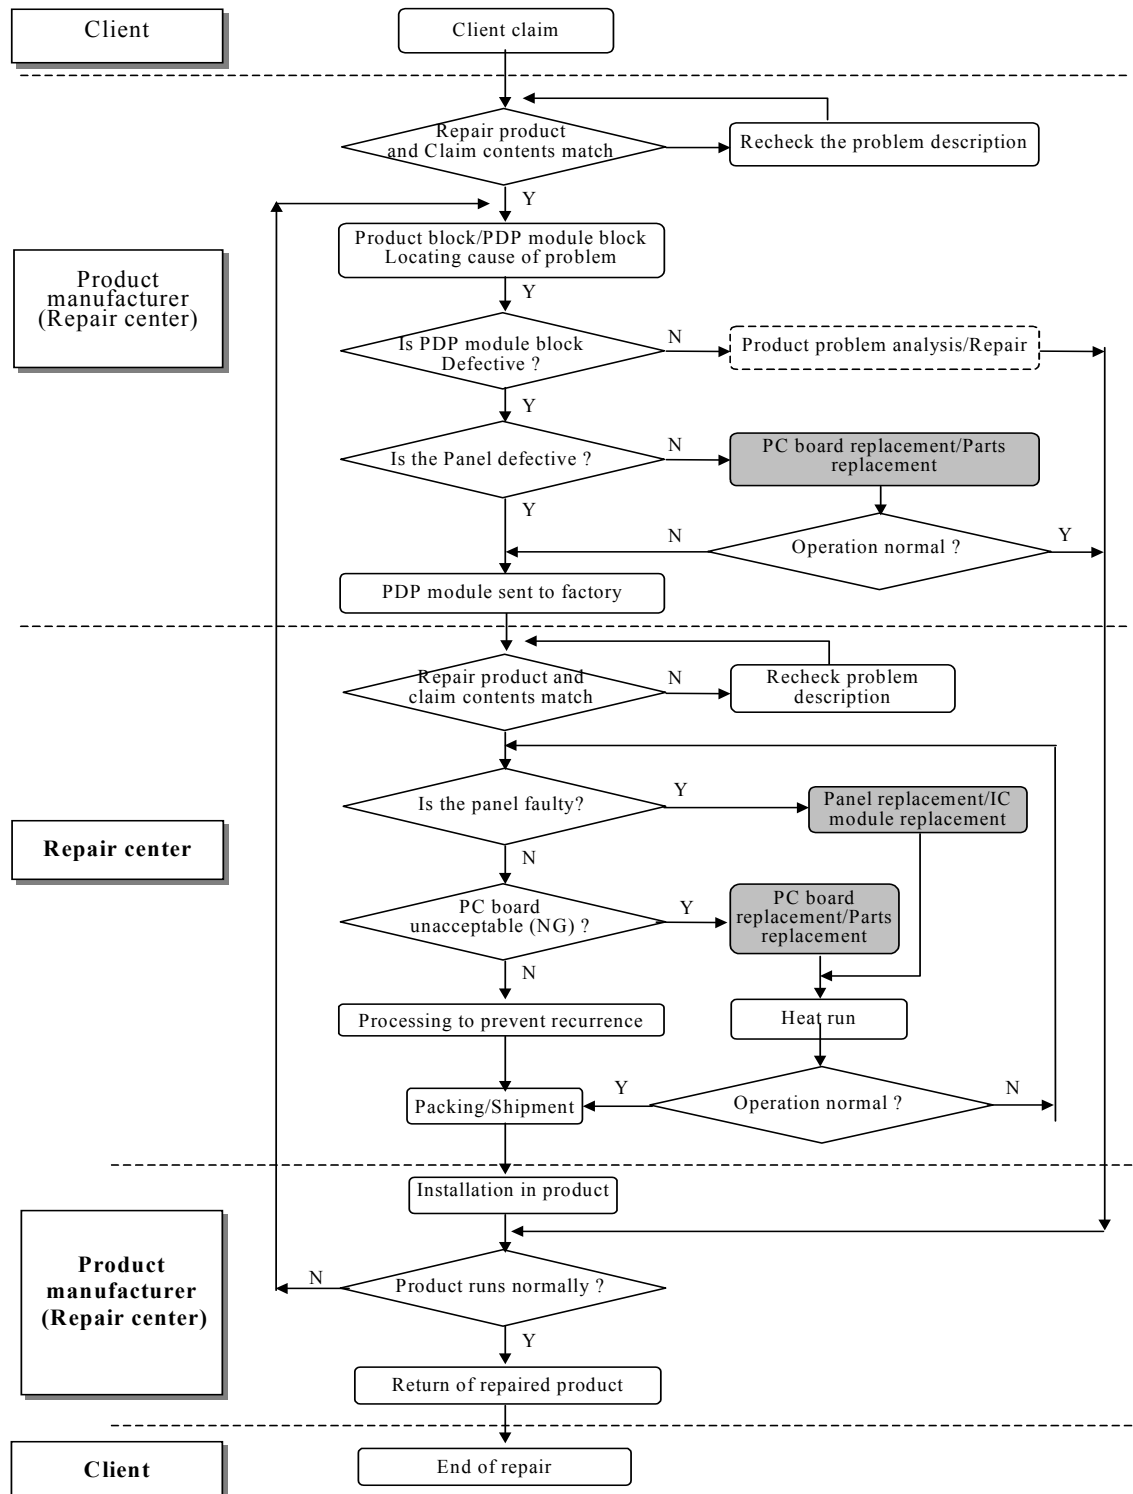 Client
Client claim
Repair product
and Claim contents match
Recheck the problem description
Y
Product block/PDP module block
Locating cause of problem
Product
manufacturer
(Repair center)
Y
Is PDP module block
Defective ?
N
Product problem analysis/Repair
Y
Is the Panel defective ?
N
PC board replacement/Parts
replacement
Y
N
Operation normal ?
Y
PDP module sent to factory
Repair product and
claim contents match
N
Recheck problem
description
Is the panel faulty?
Y
Panel replacement/IC
module replacement
Repair center
N
PC board
unacceptable (NG) ?
Y
PC board
replacement/Parts
replacement
N
Processing to prevent recurrence
Heat run
Packing/Shipment
Y
Operation normal ?
N
Installation in product
Product
manufacturer
(Repair center)
N
Product runs normally ?
Y
Return of repaired product
Client
End of repair